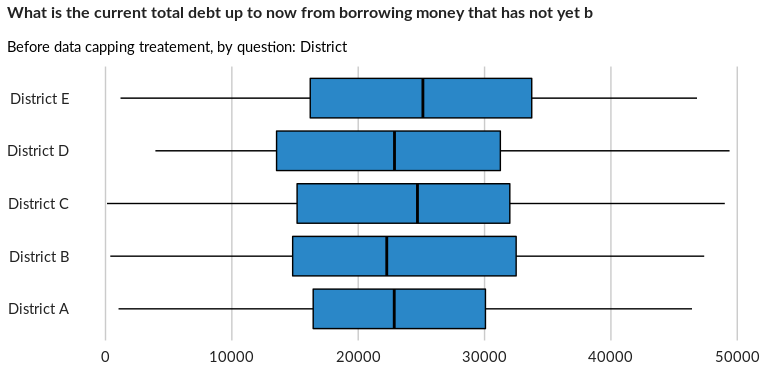 What is the current total debt up to now from borrowing money that has not yet b
Before data capping treatement, by question: District
District E
District D
District C
District B
District A
0 10000 20000 30000 40000 50000